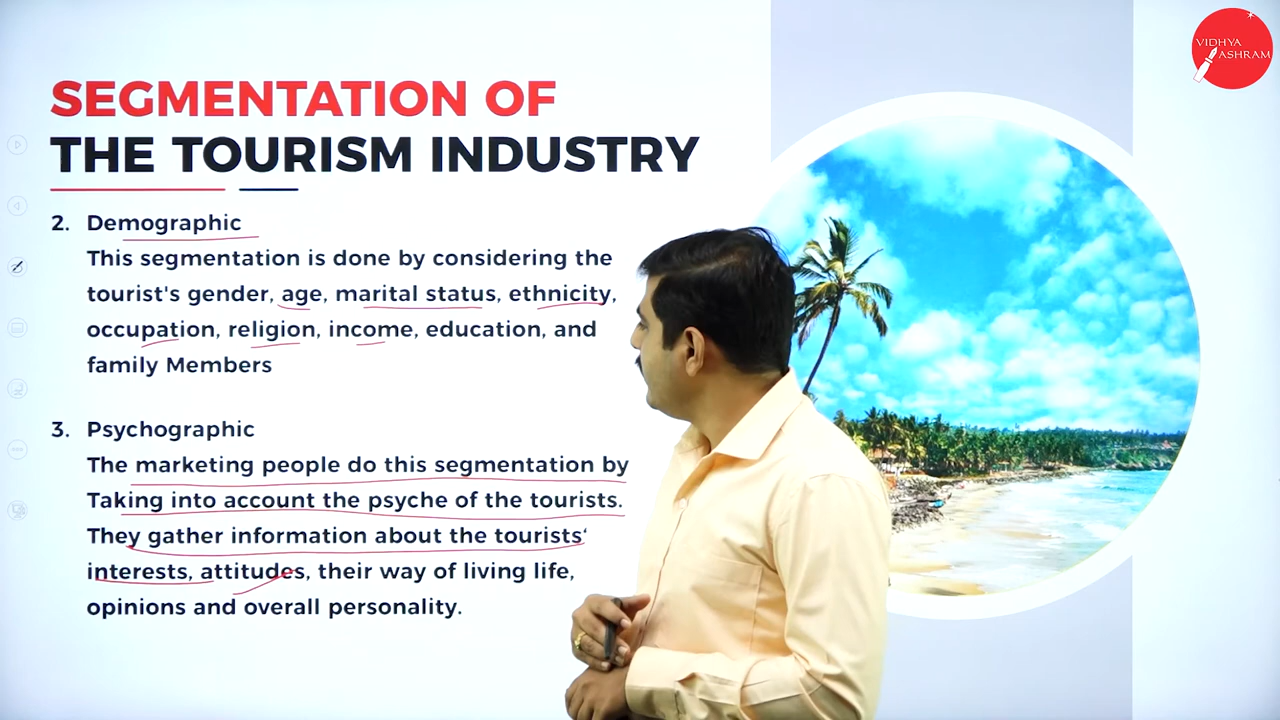 VIDHYA
ASHRAM
SEGMENTATION OF
THE TOURISM INDUSTRY
2. Demographic
This segmentation is done by considering the
tourist's gender, age, marital status, ethnicity,
occupation, religion, income, education, and
family Members
3. Psychographic
The marketing people do this segmentation by
Taking into account the psyche of the tourists.
They gather information about the tourists‘
interests, attitudes, their way of living life,
opinions and overall personality.